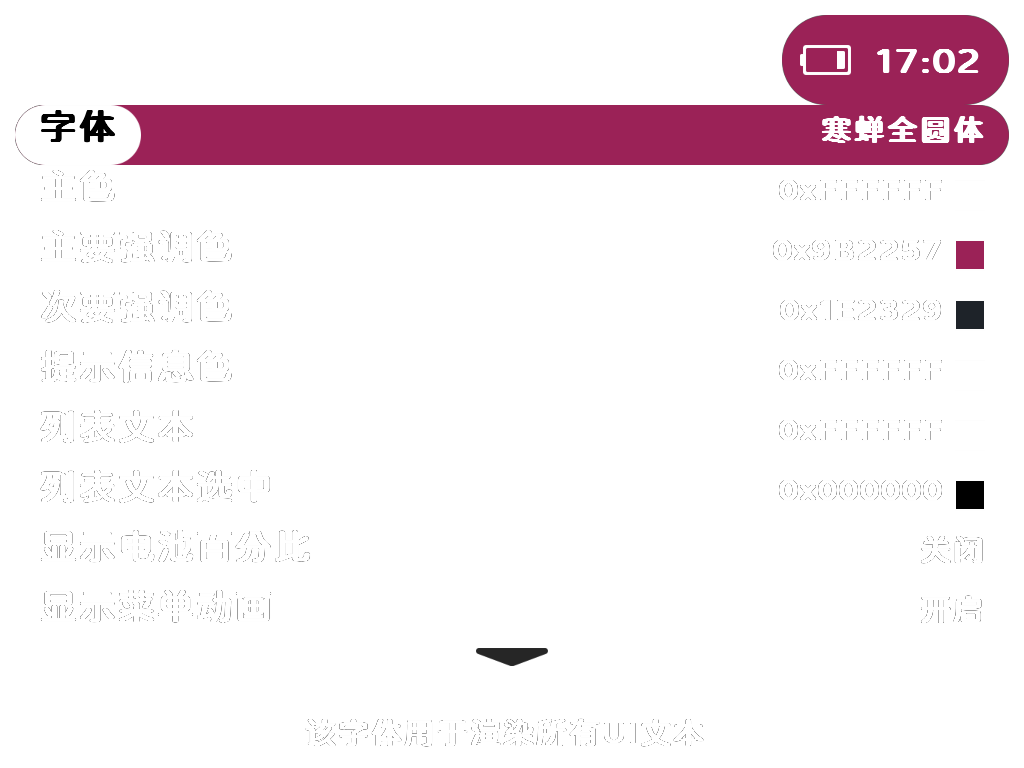 17:02
字体 寒蝉全圆体
主色 0xFFFFFF
主要强调色 0x9B2257
次要强调色 0x1E2329
提示信息色 0xFFFFFF
列表文本 0xFFFFFF
列表文本选中 0x000000
显示电池百分比 关闭
显示菜单动画 开启
该字体用于渲染所有UI文本